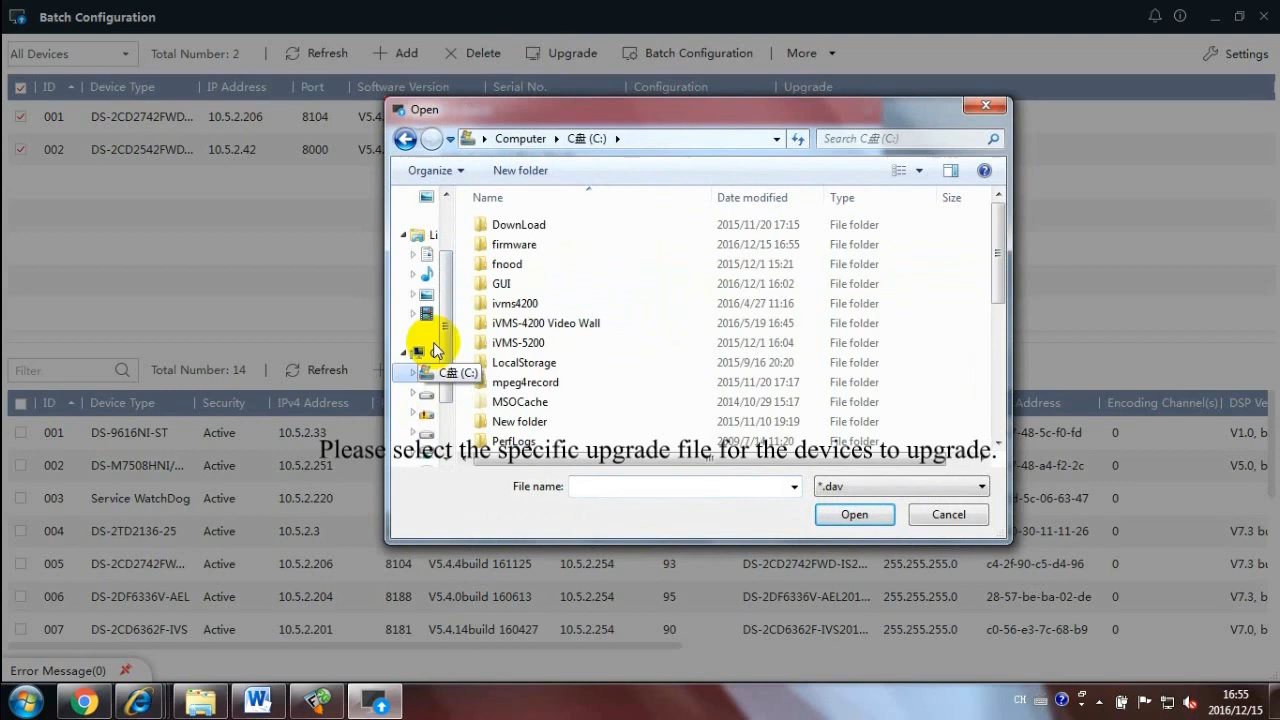 Batch Configuration
All Devices Total Number: 2 Refresh Add Delete Upgrade Batch Configuration More Settings
ID Device Type IP Address Port Software Version Serial No. Configuration Upgrade
001 DS-2CD2742FWD... 10.5.2.206 8104 V5.4
002 10.5.2.42
Open
Computer C盘 (C:) Search C盘 (C:)
Organize New folder
Name Date modified Type Size
Li
DownLoad 2015/11/20 17:15 File folder
firmware 2016/12/15 16:55 File folder
fnood 2015/12/1 15:21 File folder
GUI 2016/12/1 16:02 File folder
ivms4200 2016/4/27 11:16 File folder
iVMS-4200 Video Wall 2016/5/19 16:45 File folder
iVMS-5200 2015/12/1 16:04 File folder
LocalStorage 2015/9/16 20:20 File folder
mpeg4record 2015/11/20 17:17 File folder
MSOCache 2014/10/29 15:17 File folder
New folder 2015/11/10 19:19 File folder
PerfLogs 2009/7/14 11:20 File folder
C盘 (C:)
Please select the specific upgrade file for the devices to upgrade.
File name: *.dav
Open Cancel
Filter Total Number: 14 Refresh
ID Device Type Security IPv4 Address Address Encoding Channel(s) DSP Ve
001 DS-9616NI-ST Active 10.5.2.33 -48-5c-f0-fd 0 V1.0, b
002 DS-M7508HNI/... Active 10.5.2.251 -48-a4-f2-2c 0 V5.0, b
003 Service WatchDog Active 10.5.2.220 -5c-06-63-47 0
004 DS-2TD2136-25 Active 10.5.2.3 -30-11-11-26 0 V7.3 bu
005 DS-2CD2742FW... Active 10.5.2.206 8104 V5.4.4build 161125 10.5.2.254 93 DS-2CD2742FWD-IS2... 255.255.255.0 c4-2f-90-c5-d4-96 0 V7.3 bu
006 DS-2DF6336V-AEL Active 10.5.2.204 8188 V5.4.0build 160613 10.5.2.254 95 DS-2DF6336V-AEL201... 255.255.255.0 28-57-be-ba-02-de 0 V7.3, b
007 DS-2CD6362F-IVS Active 10.5.2.201 8181 V5.4.14build 160427 10.5.2.254 90 DS-2CD6362F-IVS201... 255.255.255.0 c0-56-e3-7c-68-b9 0 V7.0, b
Error Message(0)
CH 16:55
2016/12/15